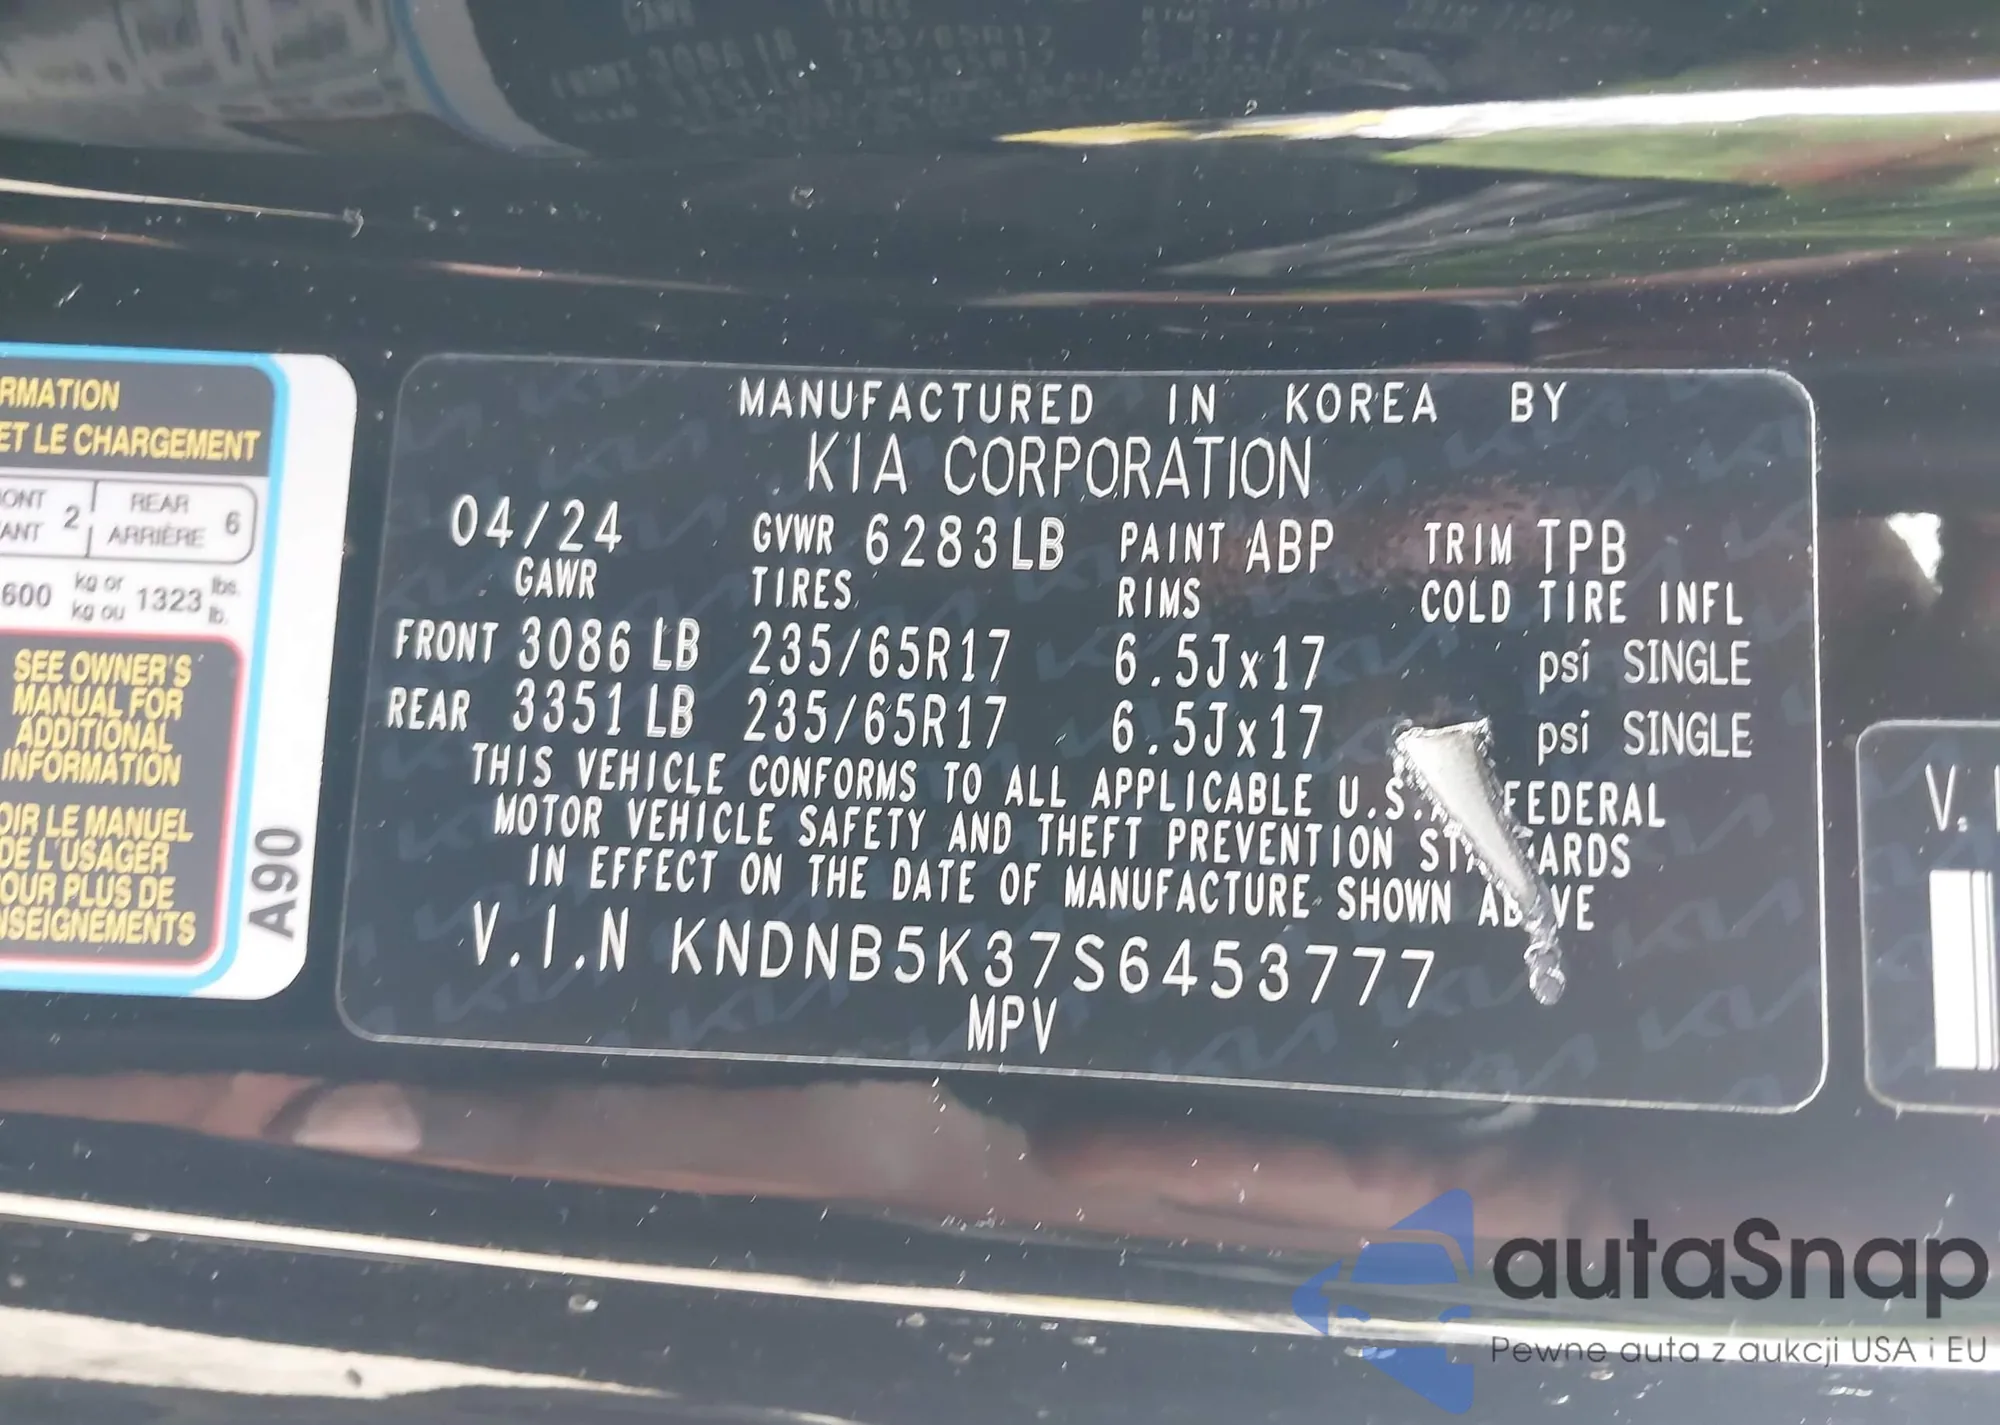 RMATION
ET LE CHARGEMENT
REAR
ARRIÈRE
2
6
600 kg or kg ou 1323 lbs. lb.
SEE OWNER'S
MANUAL FOR
ADDITIONAL
INFORMATION
OIR LE MANUEL
DE L'USAGER
OUR PLUS DE
NSEIGNEMENTS
A90
MANUFACTURED IN KOREA BY
KIA CORPORATION
04/24 GVWR 6283LB PAINT ABP TRIM TPB
GAWR TIRES RIMS COLD TIRE INFL
FRONT 3086 LB 235/65R17 6.5Jx17 psi SINGLE
REAR 3351 LB 235/65R17 6.5Jx17 psi SINGLE
THIS VEHICLE CONFORMS TO ALL APPLICABLE U.S. FEDERAL
MOTOR VEHICLE SAFETY AND THEFT PREVENTION ST ARDS
IN EFFECT ON THE DATE OF MANUFACTURE SHOWN AB VE
V.I.N KNDNB5K37S6453777
MPV
V.I
autaSnap
Pewne auta z aukcji USA i EU